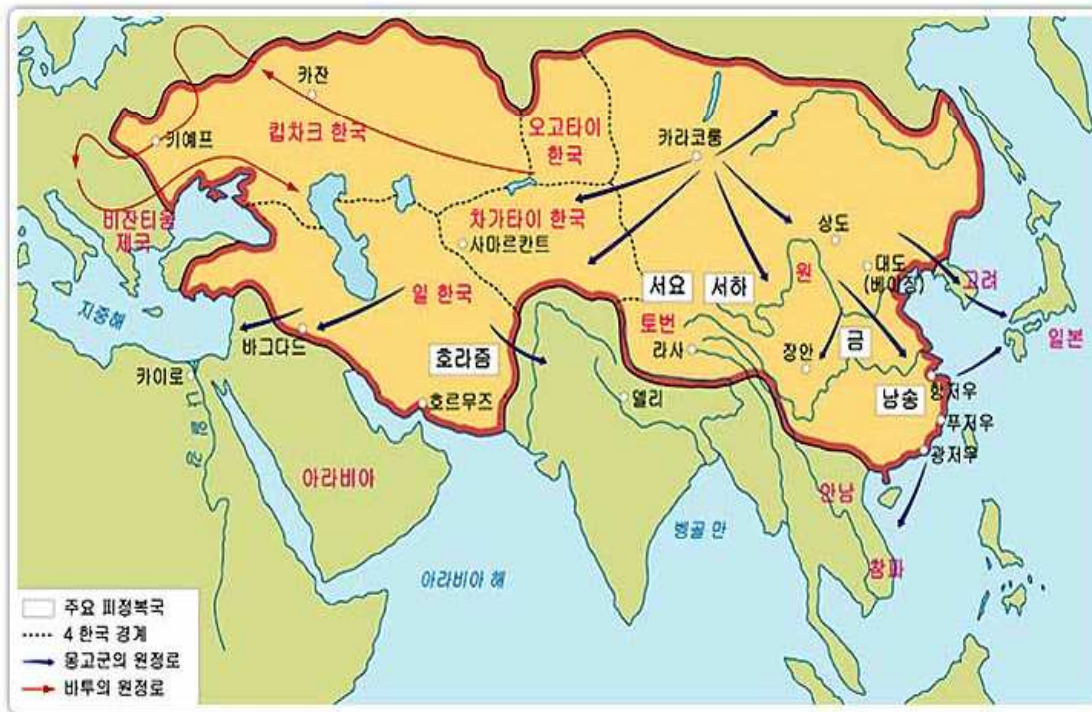 카잔
키예프
킵차크 한국
오고타이
한국
카라코룸
비잔티움
제국
차가타이 한국
사마르칸트
상도
원
대도
(베이징)
고려
서요
서하
일 한국
토번
일본
지중해
바그다드
호라즘
라사
장안
금
카이로
호르무즈
델리
남송
항저우
푸저우
광저우
나일 강
아라비아
안남
벵골 만
아라비아 해
참파
주요 피정복국
4 한국 경계
몽고군의 원정로
바투의 원정로